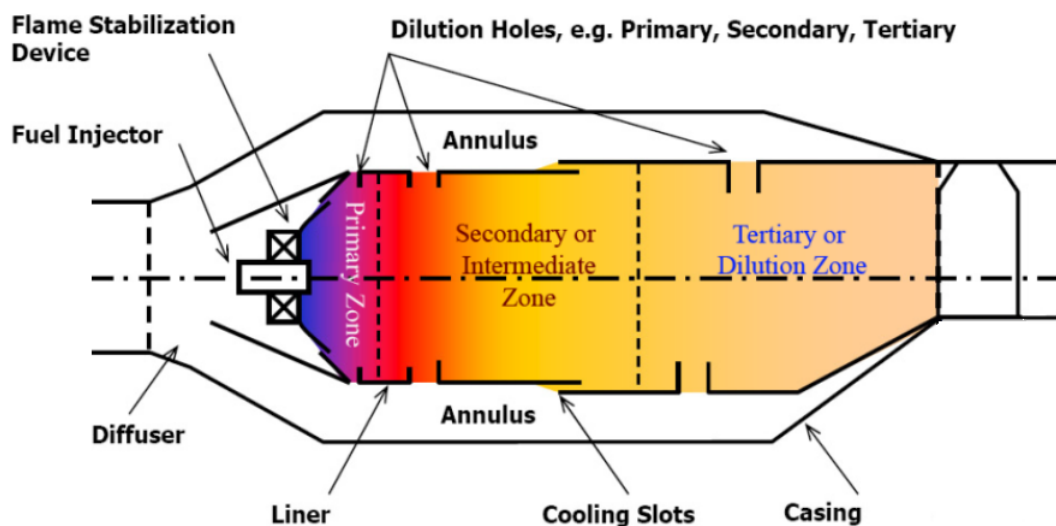 Flame Stabilization
Device
Dilution Holes, e.g. Primary, Secondary, Tertiary
Fuel Injector
Annulus
Primary Zone
Secondary or
Intermediate
Zone
Tertiary or
Dilution Zone
Annulus
Diffuser
Liner
Cooling Slots
Casing